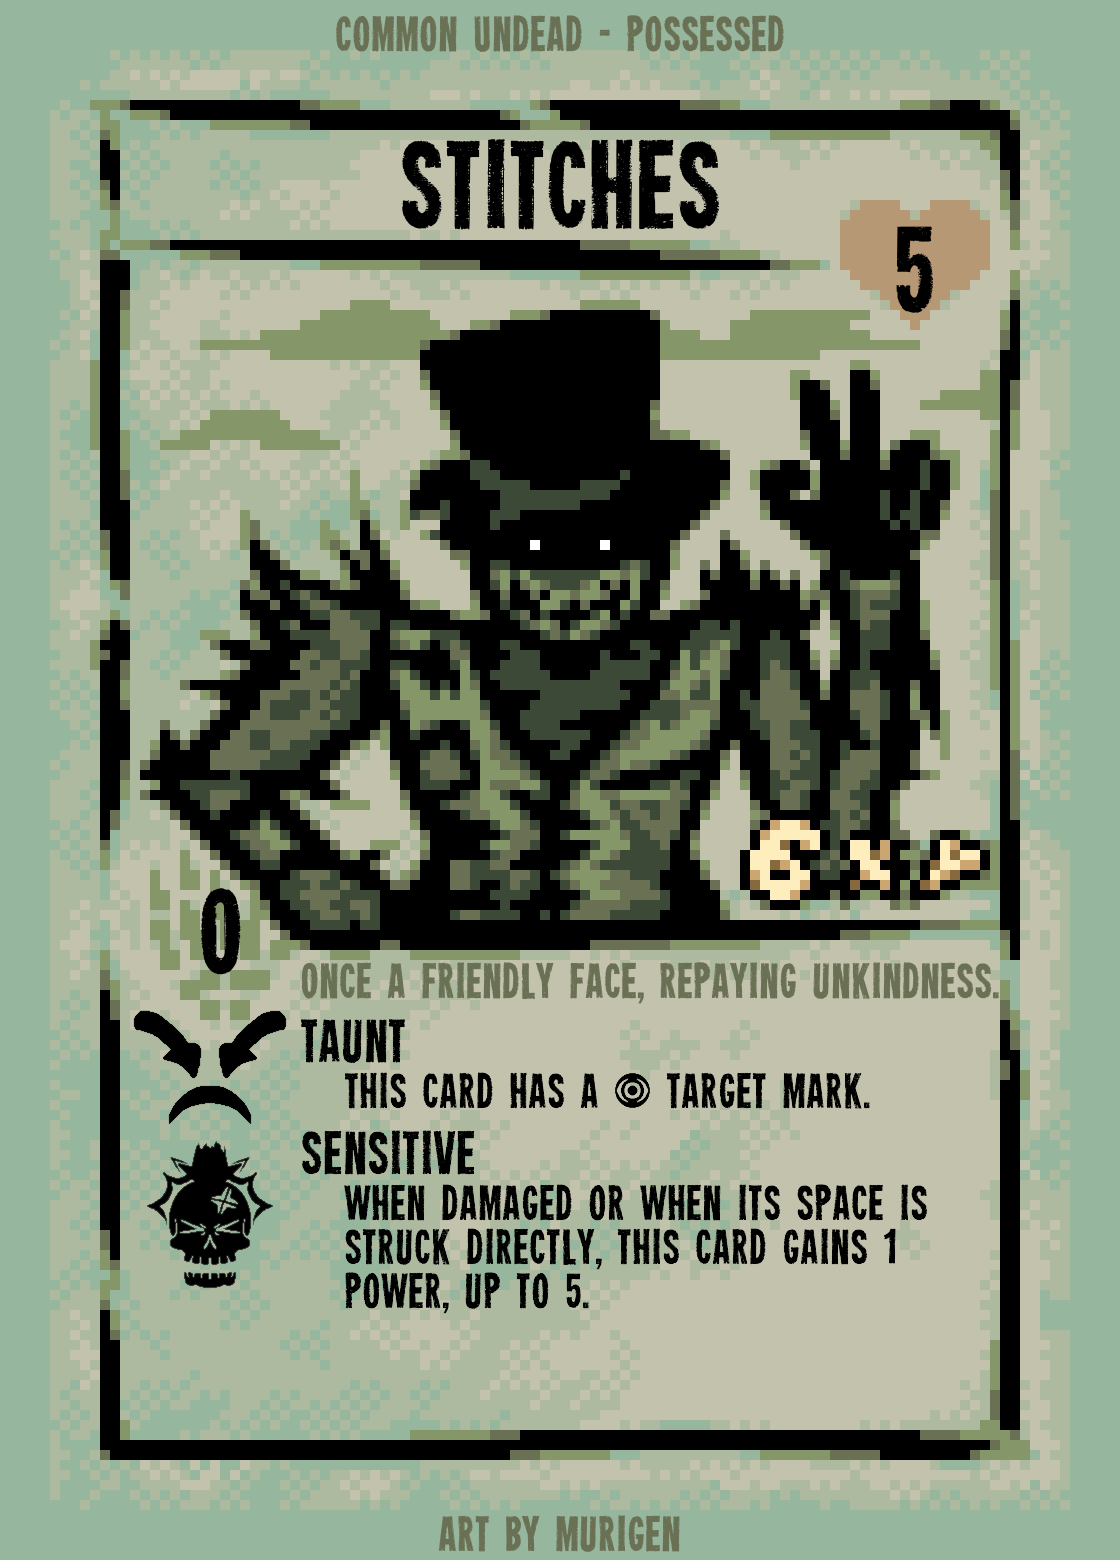 COMMON UNDEAD - POSSESSED
STITCHES
5
6 XP
0
ONCE A FRIENDLY FACE, REPAYING UNKINDNESS.
TAUNT
THIS CARD HAS A TARGET MARK.
SENSITIVE
WHEN DAMAGED OR WHEN ITS SPACE IS
STRUCK DIRECTLY, THIS CARD GAINS 1
POWER, UP TO 5.
ART BY MURIGEN